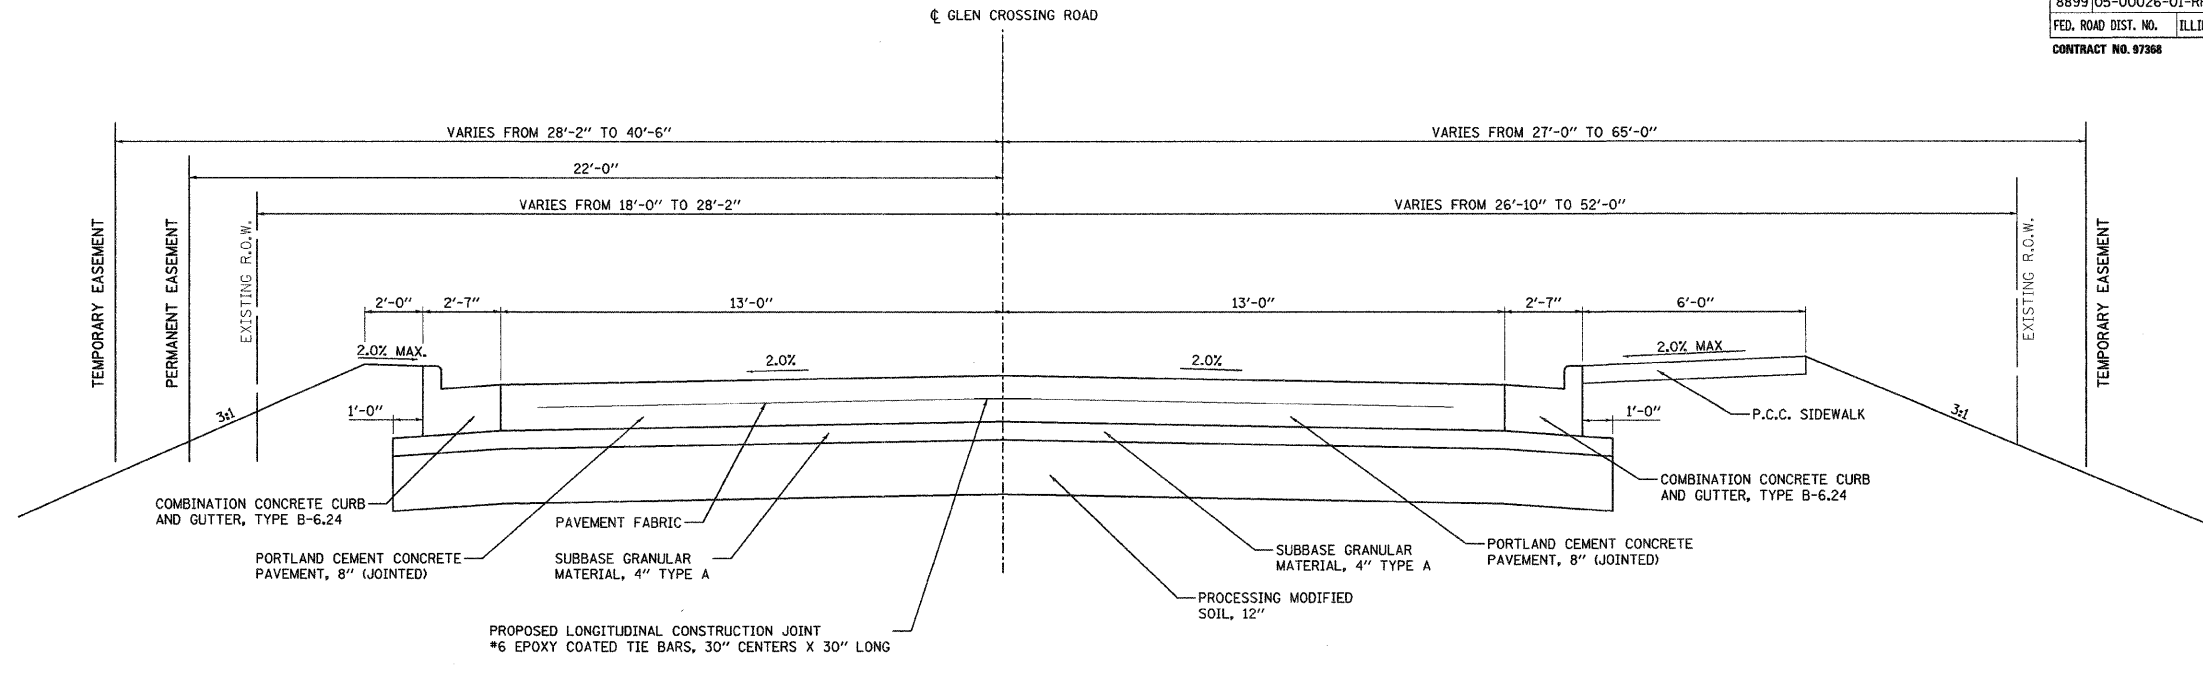 ℄ GLEN CROSSING ROAD
8899 05-00026-01-
FED. ROAD DIST. NO. ILLI
CONTRACT NO. 97368
VARIES FROM 28'-2" TO 40'-6"
VARIES FROM 27'-0" TO 65'-0"
22'-0"
VARIES FROM 18'-0" TO 28'-2"
VARIES FROM 26'-10" TO 52'-0"
TEMPORARY EASEMENT
PERMANENT EASEMENT
EXISTING R.O.W.
EXISTING R.O.W.
TEMPORARY EASEMENT
2'-0" 2'-7" 13'-0" 13'-0" 2'-7" 6'-0"
2.0% MAX.
2.0%
2.0%
2.0% MAX
3:1
1'-0"
1'-0"
3:1
P.C.C. SIDEWALK
COMBINATION CONCRETE CURB
AND GUTTER, TYPE B-6.24
PAVEMENT FABRIC
COMBINATION CONCRETE CURB
AND GUTTER, TYPE B-6.24
PORTLAND CEMENT CONCRETE
PAVEMENT, 8" (JOINTED)
SUBBASE GRANULAR
MATERIAL, 4" TYPE A
SUBBASE GRANULAR
MATERIAL, 4" TYPE A
PORTLAND CEMENT CONCRETE
PAVEMENT, 8" (JOINTED)
PROCESSING MODIFIED
SOIL, 12"
PROPOSED LONGITUDINAL CONSTRUCTION JOINT
#6 EPOXY COATED TIE BARS, 30" CENTERS X 30" LONG